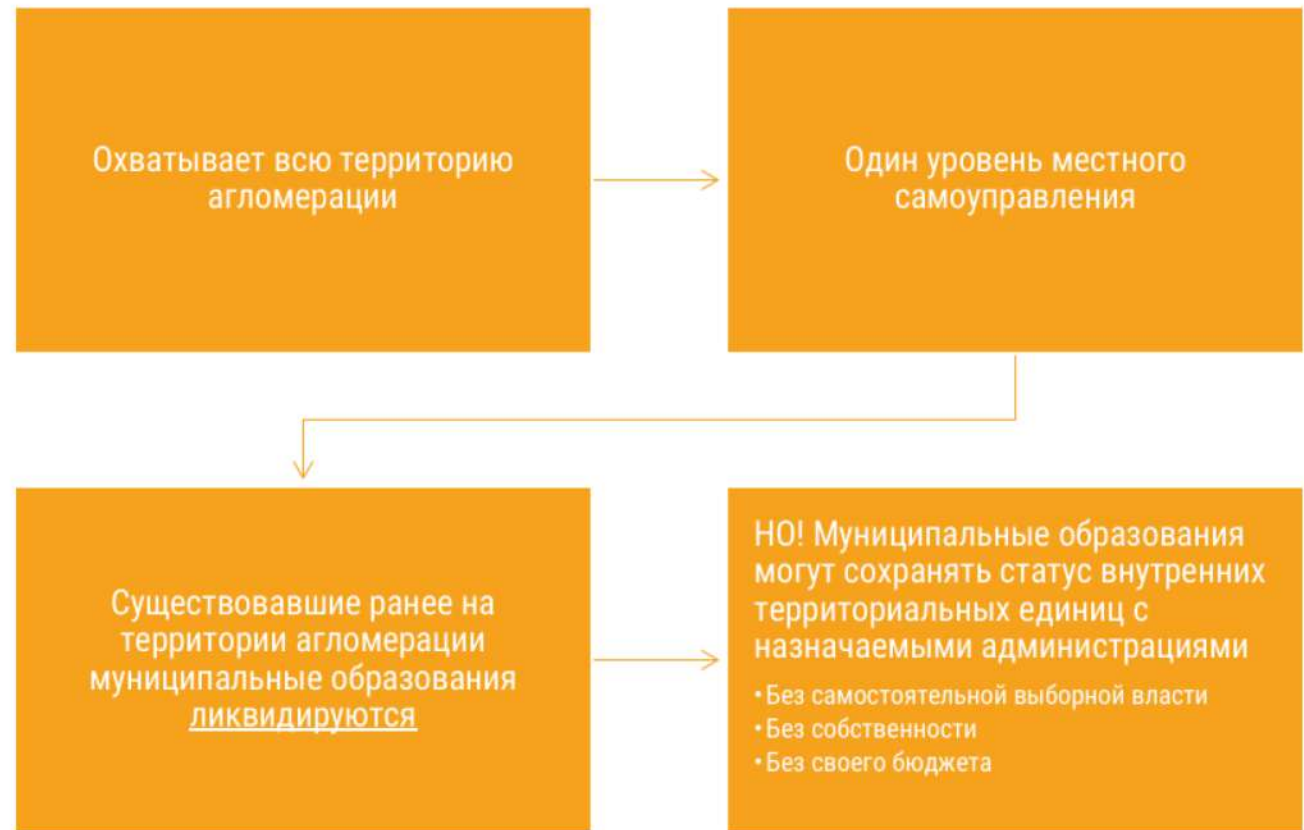 Охватывает всю территорию
агломерации
Один уровень местного
самоуправления
Существовавшие ранее на
территории агломерации
муниципальные образования
ликвидируются
НО! Муниципальные образования
могут сохранять статус внутренних
территориальных единиц с
назначаемыми администрациями
• Без самостоятельной выборной власти
• Без собственности
• Без своего бюджета